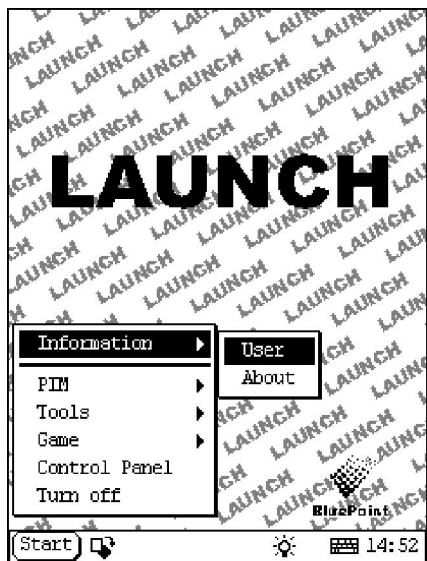 LAUNCH
Information
User
About
PIM
Tools
Game
Control Panel
Turn off
BluePoint
Start
14:52